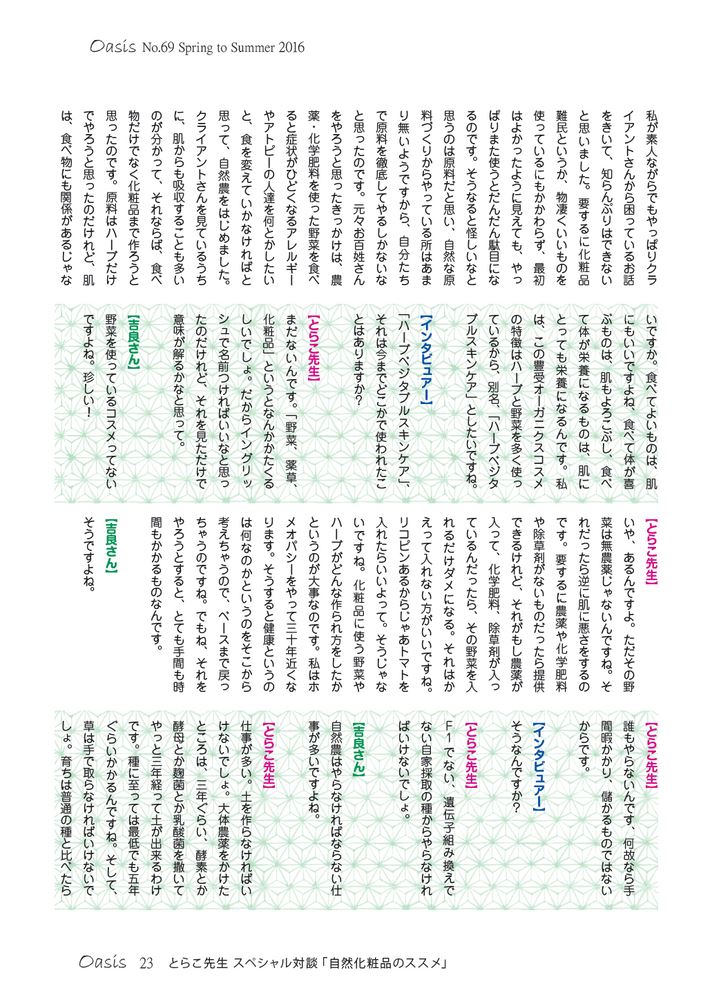 Oasis No.69 Spring to Summer 2016
私が素人ながらでもやっぱりクラ
イアントさんから困っているお話
をきいて、知らんぷりはできない
と思いました。要するに化粧品
難民というか、物凄くいいものを
使っているにもかかわらず、最初
はよかったように見えても、やっ
ぱりまた使うとだんだん駄目にな
るのです。そうなると怪しいなと
思うのは原料だと思い、自然な原
料づくりからやっている所はあま
り無いようですから、自分たち
で原料を徹底してやるしかないな
と思ったのです。元々お百姓さん
をやろうと思ったきっかけは、農
薬・化学肥料を使った野菜を食べ
ると症状がひどくなるアレルギー
やアトピーの人達を何とかしたい
と、食を変えていかなければと
思って、自然農をはじめました。
クライアントさんを見ているうち
に、肌からも吸収することも多い
のが分かって、それならば、食べ
物だけでなく化粧品まで作ろうと
思ったのです。原料はハーブだけ
でやろうと思ったのだけれど、肌
は、食べ物にも関係があるじゃな
いですか。食べてよいものは、肌
にもいいですよね、食べて体が喜
ぶものは、肌もよろこぶし、食べ
て体が栄養になるものは、肌に
とっても栄養になるんです。私
は、この豊受オーガニクスコスメ
の特徴はハーブと野菜を多く使っ
ているから、別名、「ハーブベジタ
ブルスキンケア」としたいですね。
【インタビュアー】
「ハーブベジタブルスキンケア」、
それは今までどこかで使われたこ
とはありますか？
【とらこ先生】
まだないんです。「野菜、薬草、
化粧品」というとなんかかたくる
しいでしょ。だからイングリッ
シュで名前つければいいなと思っ
たのだけれど、それを見ただけで
意味が解るかなと思って。
【吉良さん】
野菜を使っているコスメってない
ですよね。珍しい！
【とらこ先生】
いや、あるんですよ。ただその野
菜は無農薬じゃないんですね。そ
れだったら逆に肌に悪さをするの
です。要するに農薬や化学肥料
や除草剤がないものだったら提供
できるけれど、それがもし農薬が
入って、化学肥料、除草剤が入っ
ているんだったら、その野菜を入
れるだけダメになる。それはか
えって入れない方がいいですね。
リコピンあるからじゃあトマトを
入れたらいいよって。そうじゃな
いですね。化粧品に使う野菜や
ハーブがどんな作られ方をしたか
というのが大事なのです。私はホ
メオパシーをやって三十年近くな
ります。そうすると健康というの
は何なのかというのをそこから
考えちゃうので、ベースまで戻っ
ちゃうのですね。でもね、それを
やろうとすると、とても手間も時
間もかかるものなんです。
【吉良さん】
そうですよね。
【とらこ先生】
誰もやらないんです、何故なら手
間暇かかり、儲かるものではない
からです。
【インタビュアー】
そうなんですか？
【とらこ先生】
Ｆ１でない、遺伝子組み換えで
ない自家採取の種からやらなけれ
ばいけないでしょ。
【吉良さん】
自然農はやらなければならない仕
事が多いですよね。
【とらこ先生】
仕事が多い。土を作らなければい
けないでしょ。大体農薬をかけた
ところは、三年ぐらい、酵素とか
酵母とか麹菌とか乳酸菌を撒いて
やっと三年経って土が出来るわけ
です。種に至っては最低でも五年
ぐらいかかるんですね。そして、
草は手で取らなければいけないで
しょ。育ちは普通の種と比べたら
Oasis 23 とらこ先生 スペシャル対談「自然化粧品のススメ」